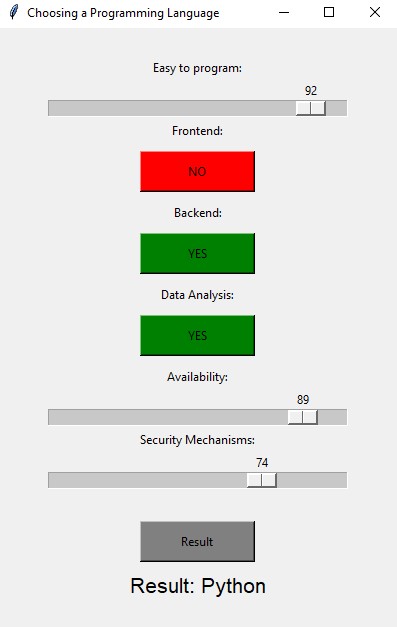 Choosing a Programming Language
Easy to program:
92
Frontend:
NO
Backend:
YES
Data Analysis:
YES
Availability:
89
Security Mechanisms:
74
Result
Result: Python